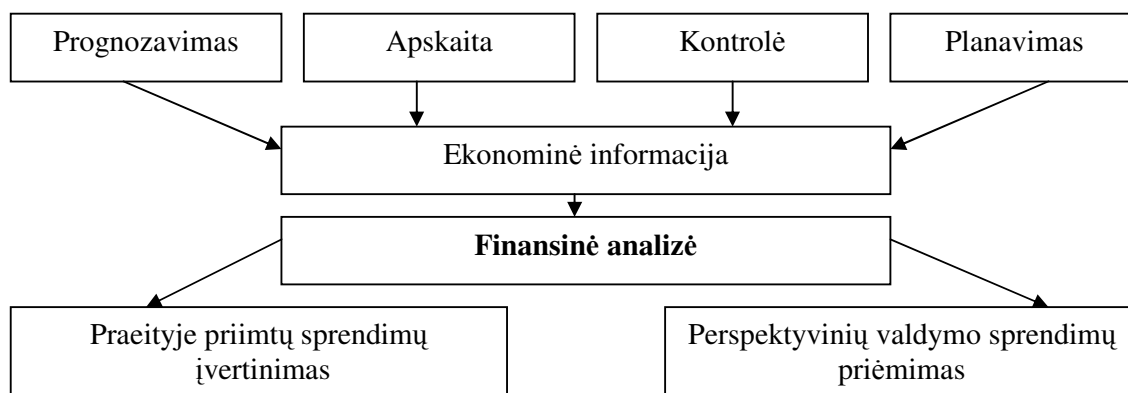 Prognozavimas
Apskaita
Kontrolė
Planavimas
Ekonominė informacija
Finansinė analizė
Praeityje priimtų sprendimų
įvertinimas
Perspektyvinių valdymo sprendimų
priėmimas